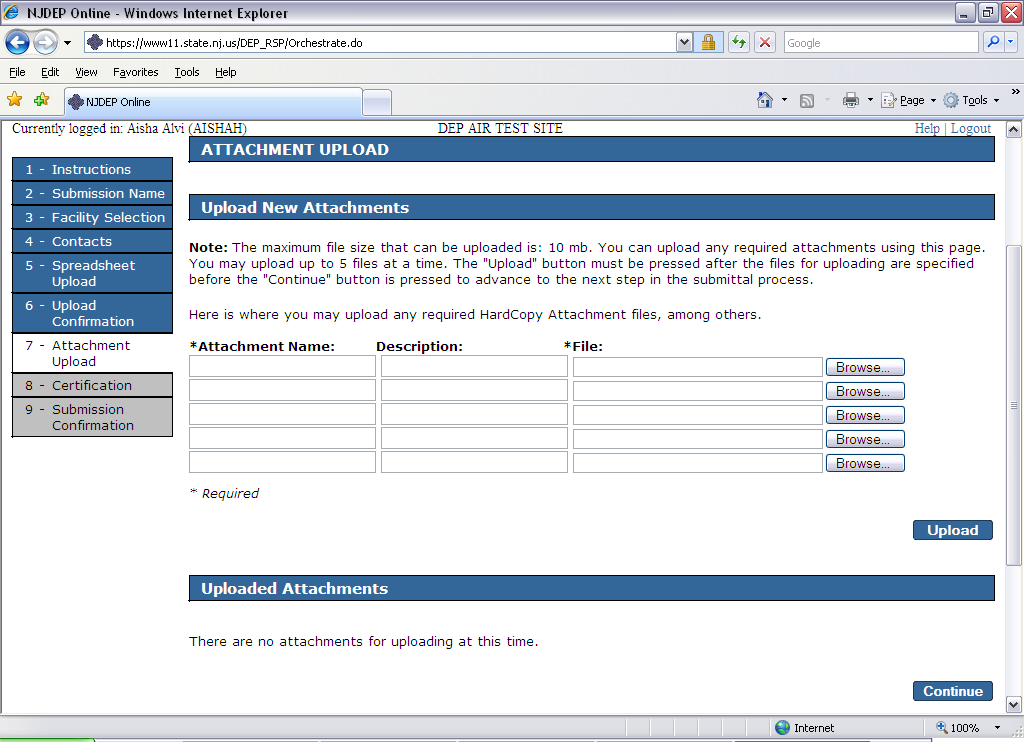 NJDEP Online - Windows Internet Explorer
https://www11.state.nj.us/DEP_RSP/Orchestrate.do
Google
File Edit View Favorites Tools Help
NJDEP Online
Page Tools
Currently logged in: Aisha Alvi (AISHAH)
DEP AIR TEST SITE
Help | Logout
1 - Instructions
2 - Submission Name
3 - Facility Selection
4 - Contacts
5 - Spreadsheet
Upload
6 - Upload
Confirmation
7 - Attachment
Upload
8 - Certification
9 - Submission
Confirmation
ATTACHMENT UPLOAD
Upload New Attachments
Note: The maximum file size that can be uploaded is: 10 mb. You can upload any required attachments using this page.
You may upload up to 5 files at a time. The "Upload" button must be pressed after the files for uploading are specified
before the "Continue" button is pressed to advance to the next step in the submittal process.
Here is where you may upload any required HardCopy Attachment files, among others.
*Attachment Name: Description: *File:
Browse...
Browse...
Browse...
Browse...
Browse...
* Required
Upload
Uploaded Attachments
There are no attachments for uploading at this time.
Continue
Internet
100%